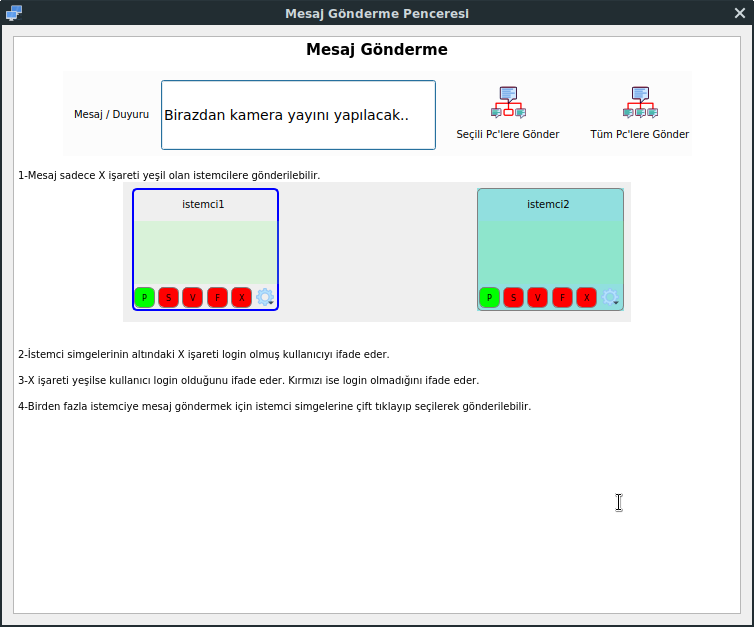 Mesaj Gönderme Penceresi
Mesaj Gönderme
Mesaj / Duyuru
Birazdan kamera yayını yapılacak..
Seçili Pc'lere Gönder
Tüm Pc'lere Gönder
1-Mesaj sadece X işareti yeşil olan istemcilere gönderilebilir.
istemci1
istemci2
P S V F X
P S V F X
2-İstemci simgelerinin altındaki X işareti login olmuş kullanıcıyı ifade eder.
3-X işareti yeşilse kullanıcı login olduğunu ifade eder. Kırmızı ise login olmadığını ifade eder.
4-Birden fazla istemciye mesaj göndermek için istemci simgelerine çift tıklayıp seçilerek gönderilebilir.